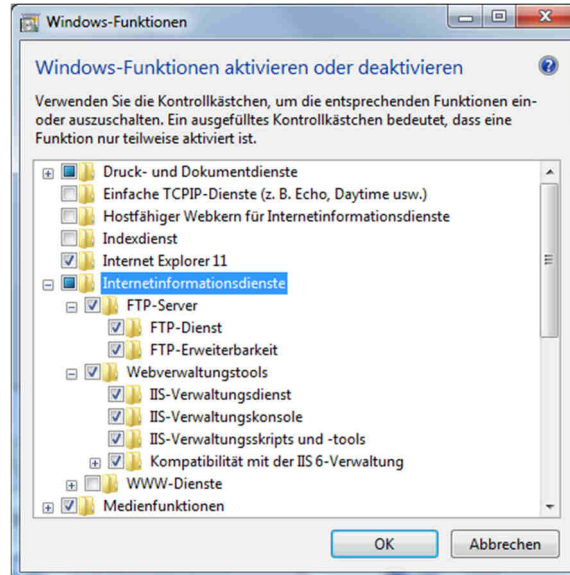 Windows-Funktionen
Windows-Funktionen aktivieren oder deaktivieren
Verwenden Sie die Kontrollkästchen, um die entsprechenden Funktionen ein-
oder auszuschalten. Ein ausgefülltes Kontrollkästchen bedeutet, dass eine
Funktion nur teilweise aktiviert ist.
Druck- und Dokumentdienste
Einfache TCPIP-Dienste (z. B. Echo, Daytime usw.)
Hostfähiger Webkern für Internetinformationsdienste
Indexdienst
Internet Explorer 11
Internetinformationsdienste
FTP-Server
FTP-Dienst
FTP-Erweiterbarkeit
Webverwaltungstools
IIS-Verwaltungsdienst
IIS-Verwaltungskonsole
IIS-Verwaltungsskripts und -tools
Kompatibilität mit der IIS 6-Verwaltung
WWW-Dienste
Medienfunktionen
OK Abbrechen